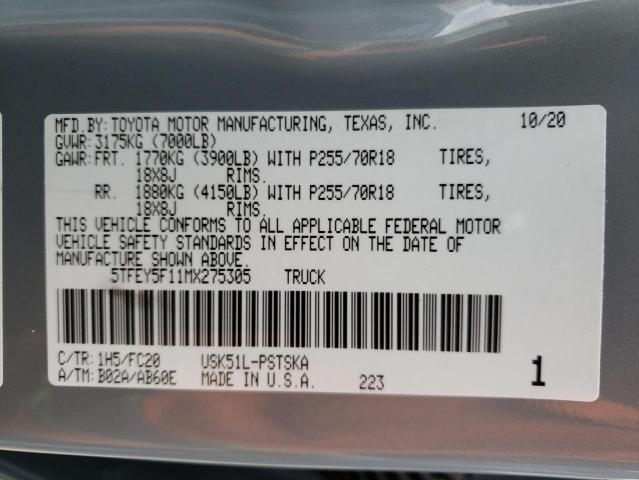 MFD.BY:TOYOTA MOTOR MANUFACTURING, TEXAS, INC. 10/20
GVWR:3175KG (7000LB)
GAWR:FRT. 1770KG (3900LB) WITH P255/70R18 TIRES,
18X8J RIMS.
RR. 1880KG (4150LB) WITH P255/70R18 TIRES,
18X8J RIMS.
THIS VEHICLE CONFORMS TO ALL APPLICABLE FEDERAL MOTOR
VEHICLE SAFETY STANDARDS IN EFFECT ON THE DATE OF
MANUFACTURE SHOWN ABOVE.
5TFEY5F11MX275305 TRUCK
C/TR: 1H5/FC20 USK51L-PSTSKA
A/TM: B02A/AB60E MADE IN U.S.A. 223 1